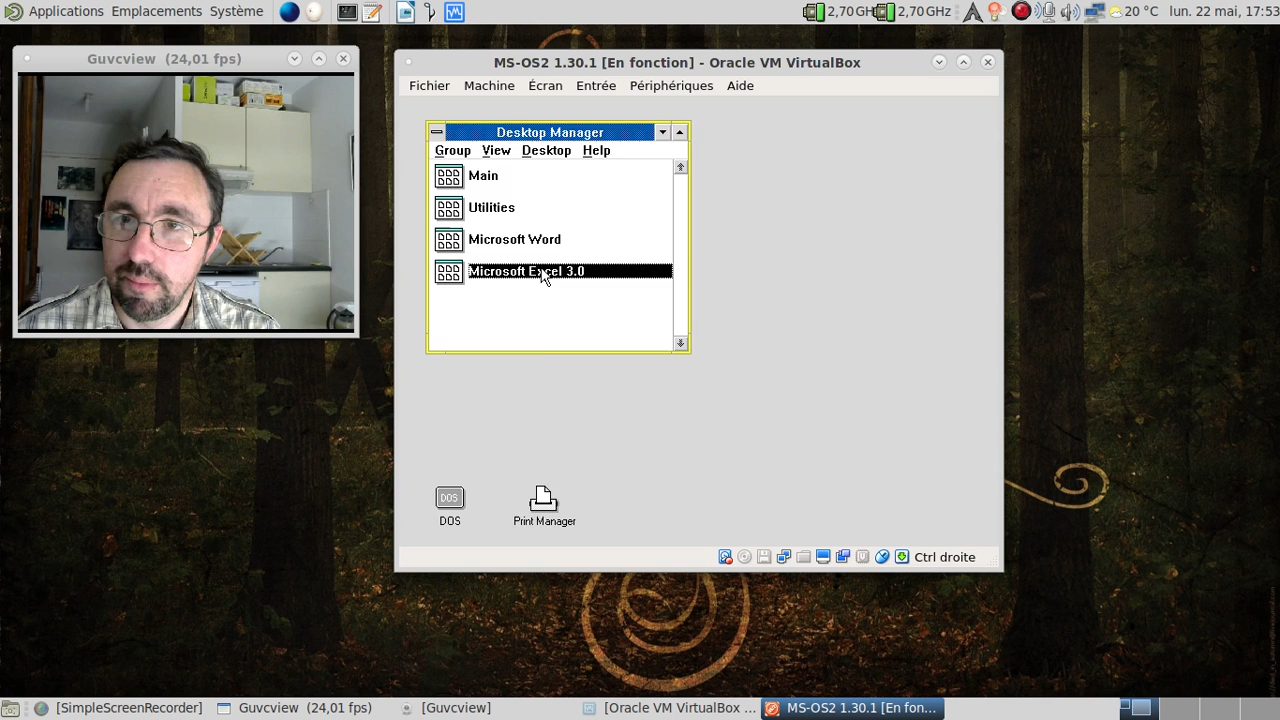 Applications Emplacements Système
2,70 GHz 2,70 GHz 20 °C lun. 22 mai, 17:53
Guvcview (24,01 fps)
MS-OS2 1.30.1 [En fonction] - Oracle VM VirtualBox
Fichier Machine Écran Entrée Périphériques Aide
Desktop Manager
Group View Desktop Help
Main
Utilities
Microsoft Word
Microsoft Excel 3.0
DOS
DOS
Print Manager
Ctrl droite
[SimpleScreenRecorder] Guvcview (24,01 fps) [Guvcview] [Oracle VM VirtualBox ... MS-OS2 1.30.1 [En fon...